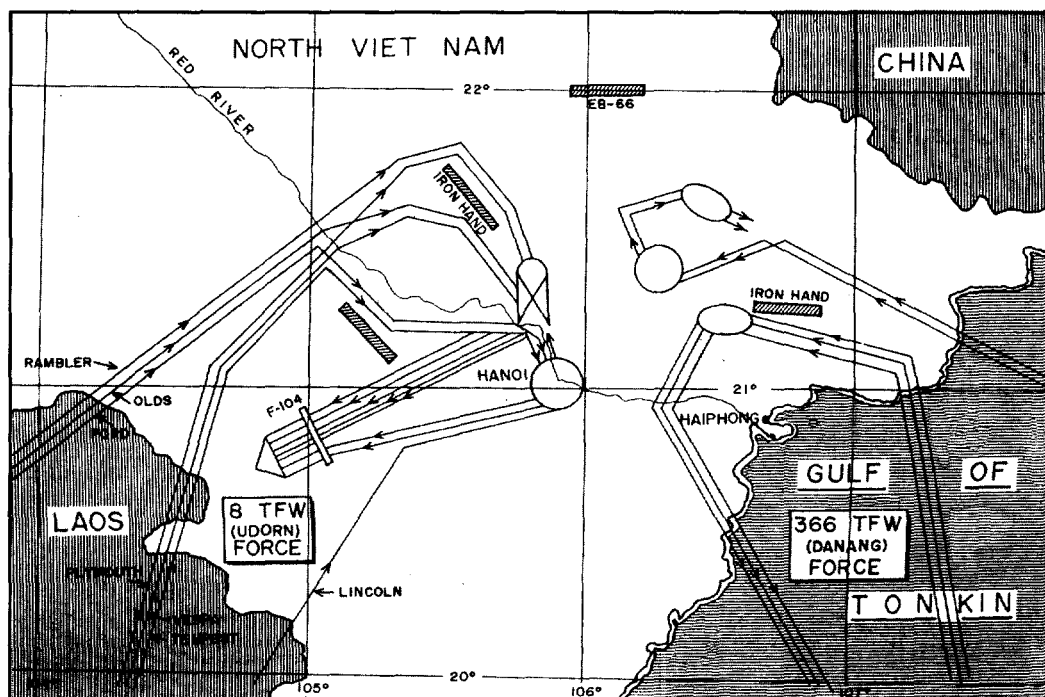 NORTH VIET NAM
CHINA
RED
RIVER
22°
EB-66
IRON HAND
IRON HAND
RAMBLER
OLDS
FORD
HANOI
21°
HAIPHONG
F-104
LAOS
8 TFW
(UDORN)
FORCE
GULF OF
366 TFW
(DANANG)
FORCE
TONKIN
PLYMOUTH
LINCOLN
TEMPEST
20°
105°
106°
107°